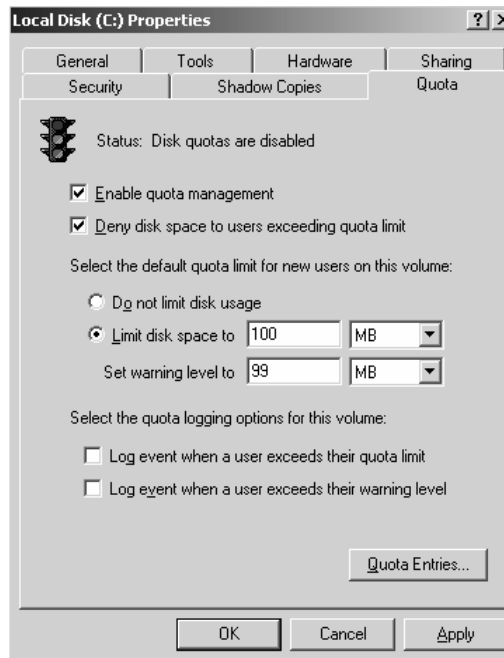 Local Disk (C:) Properties
General Tools Hardware Sharing
Security Shadow Copies Quota
Status: Disk quotas are disabled
Enable quota management
Deny disk space to users exceeding quota limit
Select the default quota limit for new users on this volume:
Do not limit disk usage
Limit disk space to 100 MB
Set warning level to 99 MB
Select the quota logging options for this volume:
Log event when a user exceeds their quota limit
Log event when a user exceeds their warning level
Quota Entries...
OK Cancel Apply